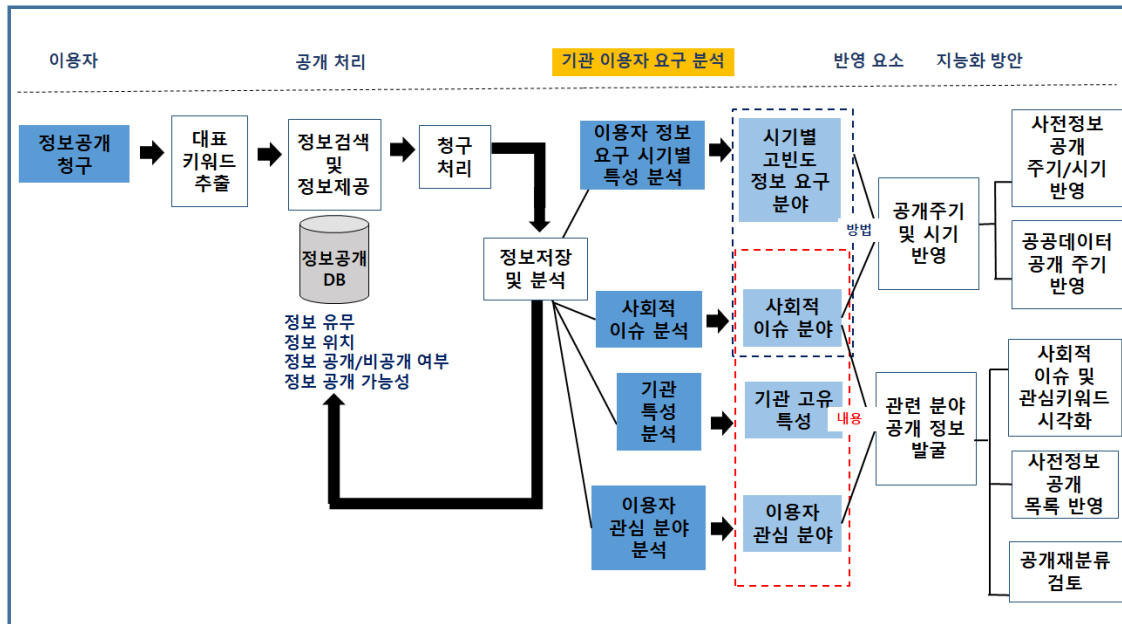 이용자
공개 처리
기관 이용자 요구 분석
반영 요소
지능화 방안
정보공개
청구
대표
키워드
추출
정보검색
및
정보제공
청구
처리
정보공개
DB
정보 유무
정보 위치
정보 공개/비공개 여부
정보 공개 가능성
정보저장
및 분석
이용자 정보
요구 시기별
특성 분석
사회적
이슈 분석
기관
특성
분석
이용자
관심 분야
분석
시기별
고빈도
정보 요구
분야
사회적
이슈 분야
기관 고유
특성
이용자
관심 분야
방법
내용
공개주기
및 시기
반영
관련 분야
공개 정보
발굴
사전정보
공개
주기/시기
반영
공공데이터
공개 주기
반영
사회적
이슈 및
관심키워드
시각화
사전정보
공개
목록 반영
공개재분류
검토